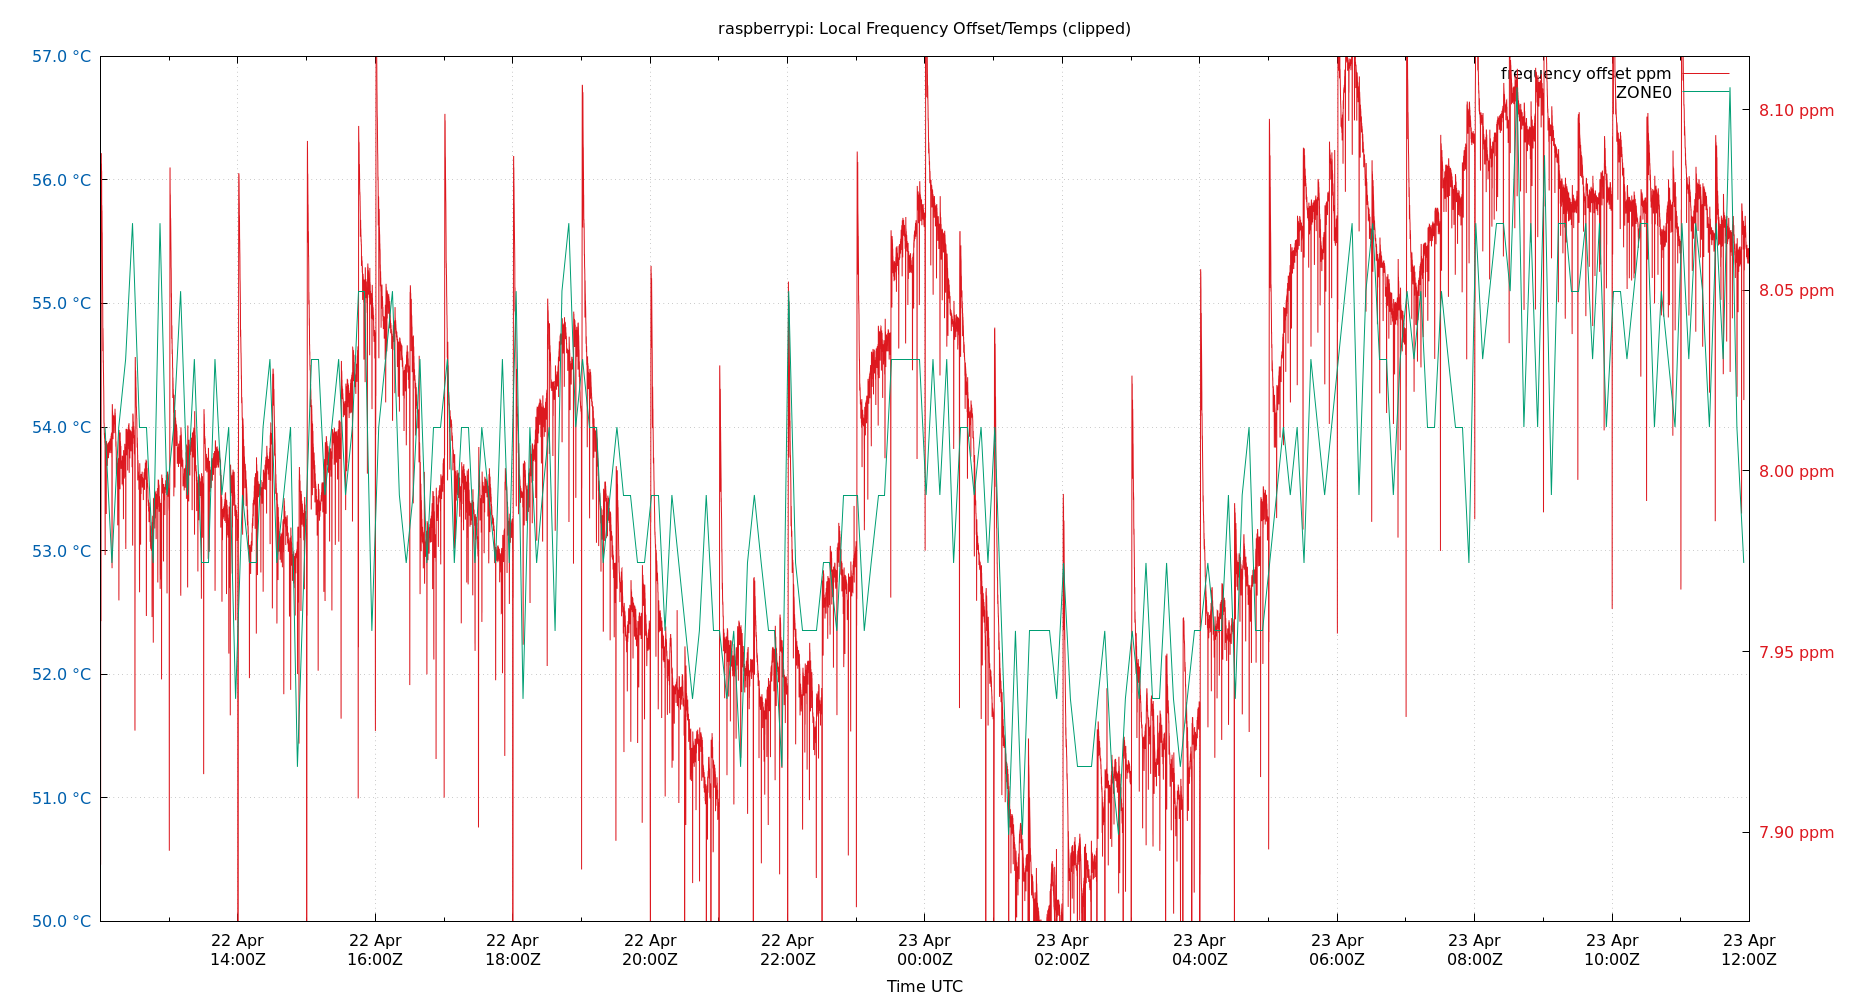 raspberrypi: Local Frequency Offset/Temps (clipped)
57.0 °C
56.0 °C
55.0 °C
54.0 °C
53.0 °C
52.0 °C
51.0 °C
50.0 °C
frequency offset ppm
ZONE0
8.10 ppm
8.05 ppm
8.00 ppm
7.95 ppm
7.90 ppm
22 Apr 22 Apr 22 Apr 22 Apr 22 Apr 23 Apr 23 Apr 23 Apr 23 Apr 23 Apr 23 Apr 23 Apr
14:00Z 16:00Z 18:00Z 20:00Z 22:00Z 00:00Z 02:00Z 04:00Z 06:00Z 08:00Z 10:00Z 12:00Z
Time UTC